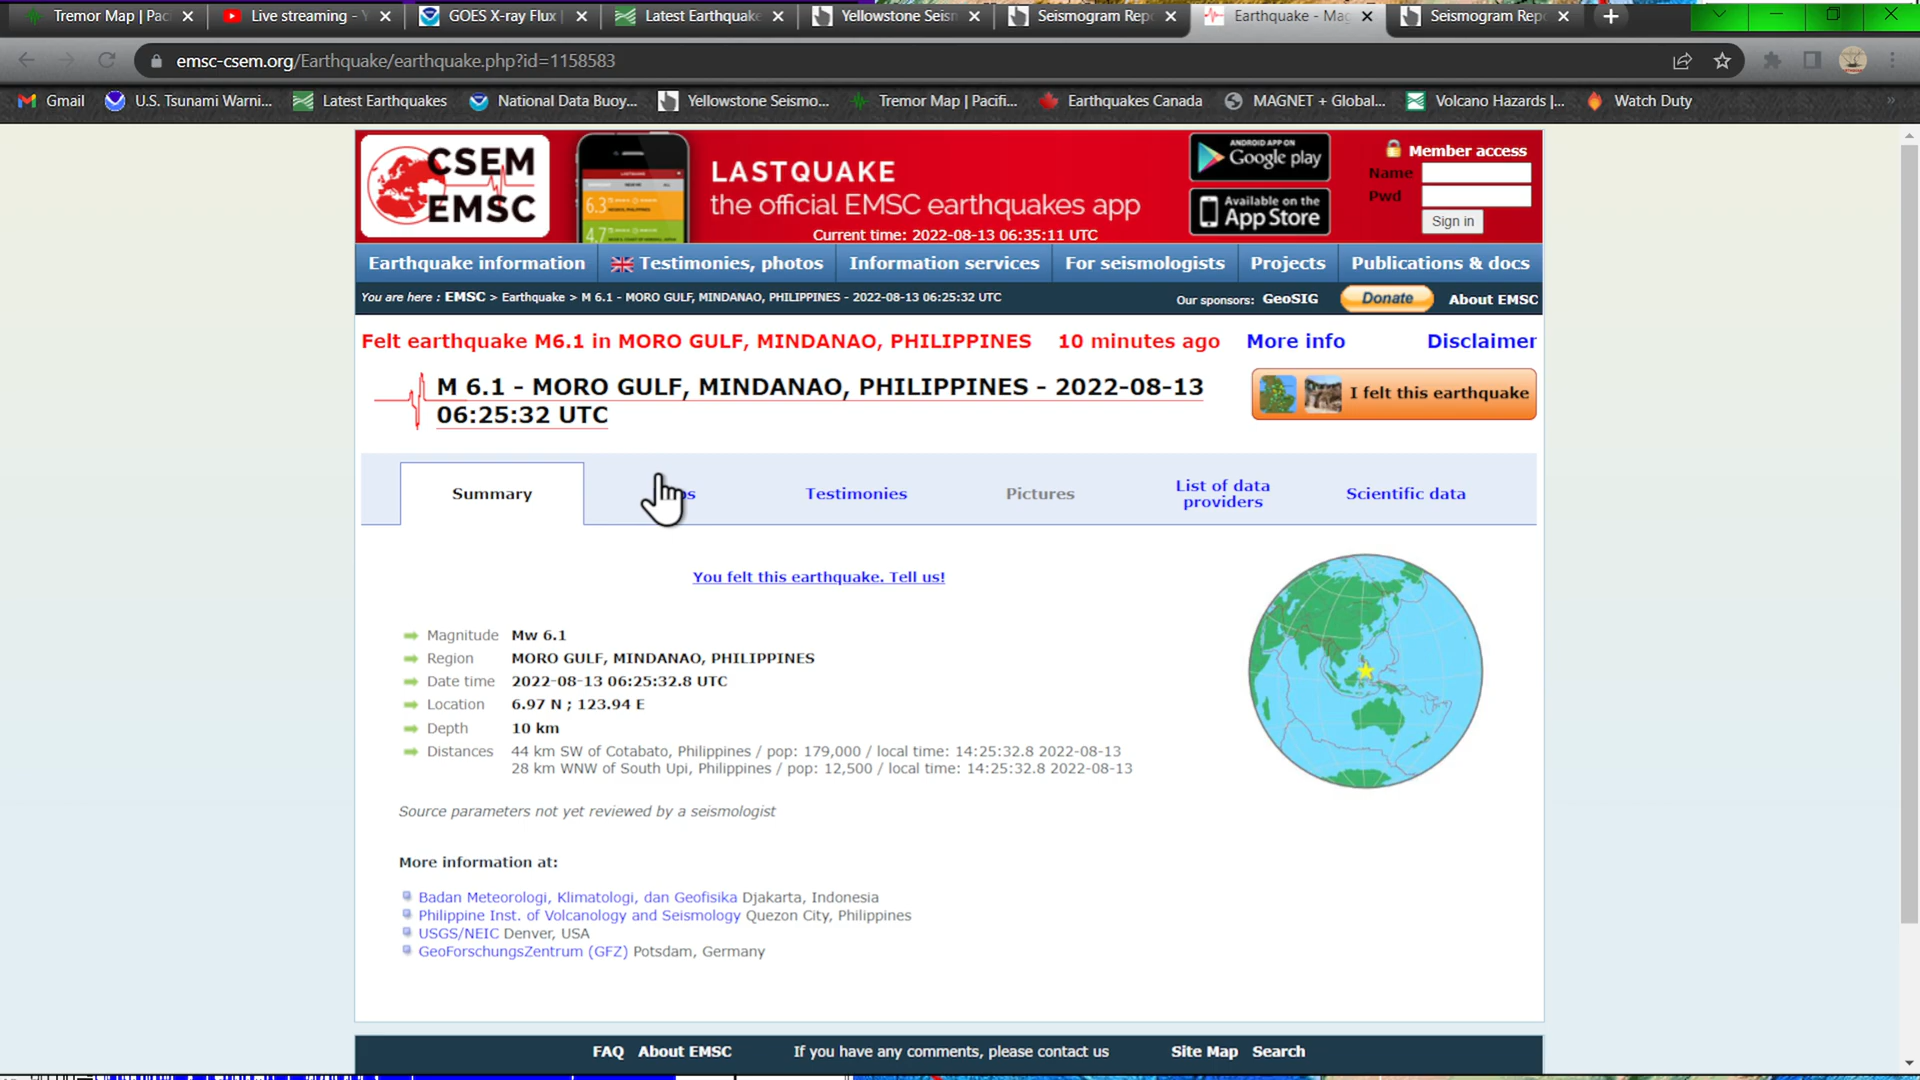 Tremor Map | Pac
Live streaming - Y
GOES X-ray Flux
Latest Earthquake
Yellowstone Seism
Seismogram Repo
Earthquake - Mag
Seismogram Repo
emsc-csem.org/Earthquake/earthquake.php?id=1158583
Gmail
U.S. Tsunami Warni...
Latest Earthquakes
National Data Buoy...
Yellowstone Seismo...
Tremor Map | Pacifi...
Earthquakes Canada
MAGNET + Global...
Volcano Hazards |...
Watch Duty
CSEM
EMSC
6.3
4.7
LASTQUAKE
the official EMSC earthquakes app
Current time: 2022-08-13 06:35:11 UTC
ANDROID APP ON
Google play
Available on the
App Store
Member access
Name
Pwd
Sign in
Earthquake information
Testimonies, photos
Information services
For seismologists
Projects
Publications & docs
You are here : EMSC > Earthquake > M 6.1 - MORO GULF, MINDANAO, PHILIPPINES - 2022-08-13 06:25:32 UTC
Our sponsors: GeoSIG
Donate
About EMSC
Felt earthquake M6.1 in MORO GULF, MINDANAO, PHILIPPINES 10 minutes ago More info Disclaimer
M 6.1 - MORO GULF, MINDANAO, PHILIPPINES - 2022-08-13
06:25:32 UTC
I felt this earthquake
Summary
Testimonies
Pictures
List of data
providers
Scientific data
You felt this earthquake. Tell us!
Magnitude Mw 6.1
Region MORO GULF, MINDANAO, PHILIPPINES
Date time 2022-08-13 06:25:32.8 UTC
Location 6.97 N ; 123.94 E
Depth 10 km
Distances 44 km SW of Cotabato, Philippines / pop: 179,000 / local time: 14:25:32.8 2022-08-13
28 km WNW of South Upi, Philippines / pop: 12,500 / local time: 14:25:32.8 2022-08-13
Source parameters not yet reviewed by a seismologist
More information at:
Badan Meteorologi, Klimatologi, dan Geofisika Djakarta, Indonesia
Philippine Inst. of Volcanology and Seismology Quezon City, Philippines
USGS/NEIC Denver, USA
GeoForschungsZentrum (GFZ) Potsdam, Germany
FAQ About EMSC If you have any comments, please contact us Site Map Search